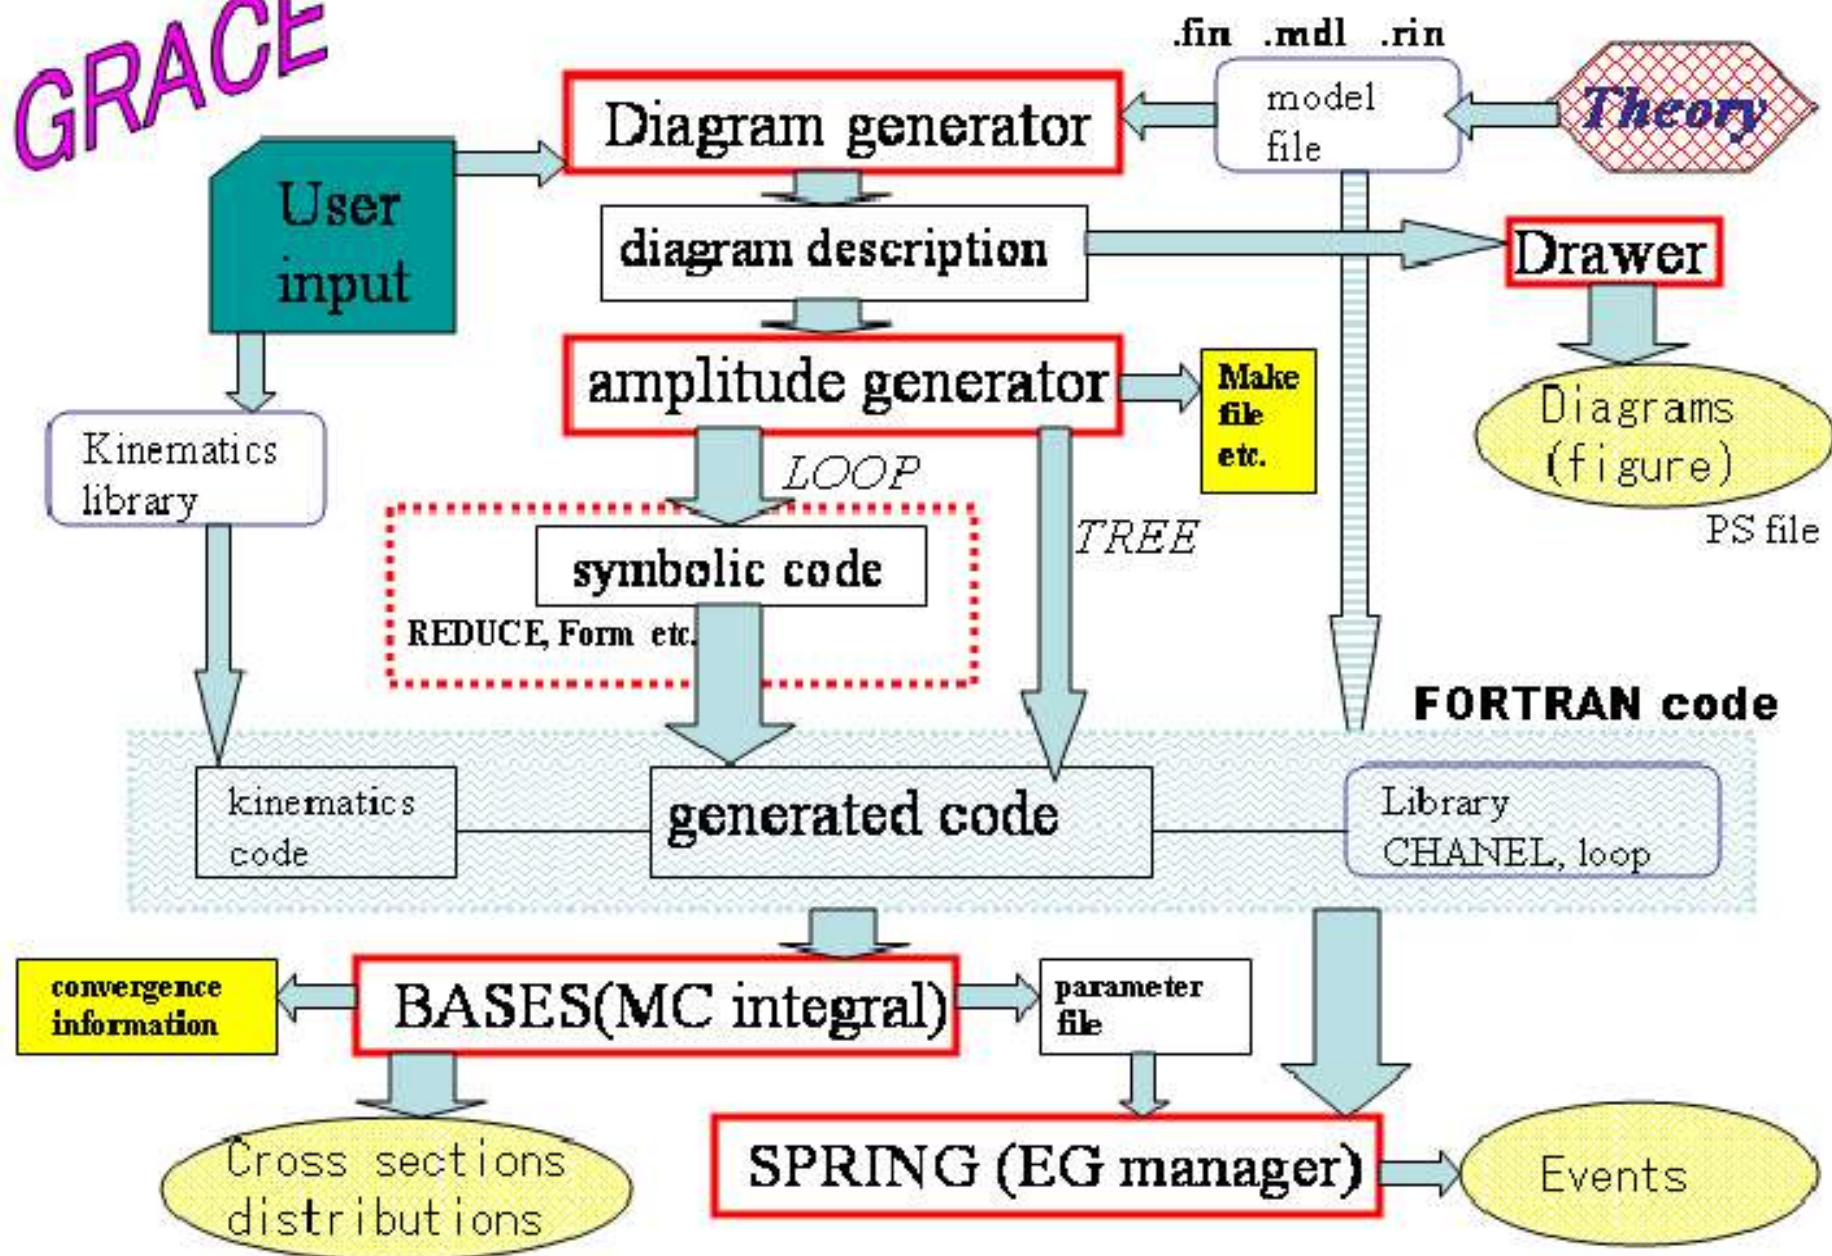 GRACE
.fin .mdl .rin
Diagram generator
model
file
Theory
User
input
diagram description
Drawer
amplitude generator
Make
file
etc.
Diagrams
(figure)
PS file
Kinematics
library
LOOP
TREE
symbolic code
REDUCE, Form etc.
FORTRAN code
kinematics
code
generated code
Library
CHANEL, loop
convergence
information
BASES(MC integral)
parameter
file
Cross sections
distributions
SPRING (EG manager)
Events